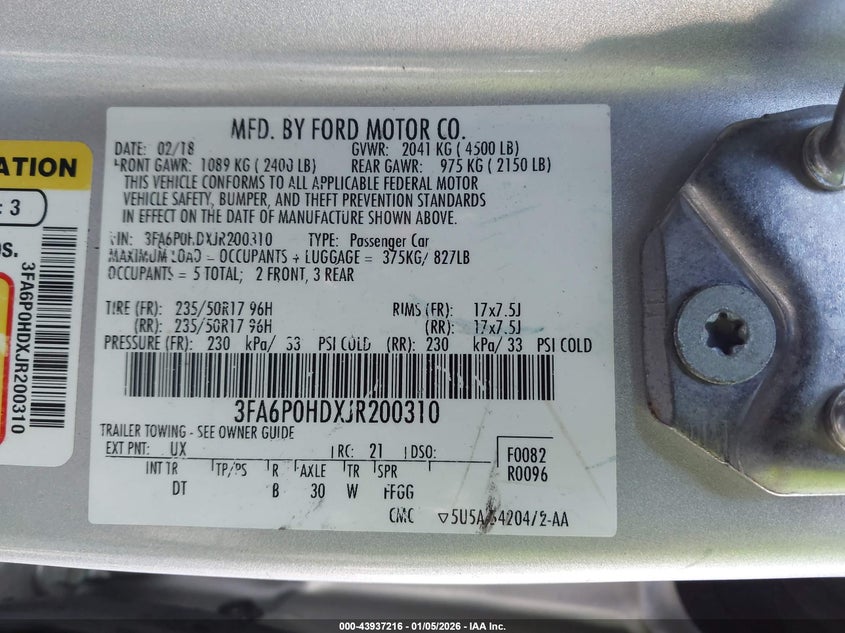 MFD. BY FORD MOTOR CO.
DATE: 02/18 GVWR: 2041 KG ( 4500 LB)
FRONT GAWR: 1089 KG ( 2400 LB) REAR GAWR: 975 KG ( 2150 LB)
THIS VEHICLE CONFORMS TO ALL APPLICABLE FEDERAL MOTOR
VEHICLE SAFETY, BUMPER, AND THEFT PREVENTION STANDARDS
IN EFFECT ON THE DATE OF MANUFACTURE SHOWN ABOVE.
VIN: 3FA6P0HDXJR200310 TYPE: Passenger Car
MAXIMUM LOAD = OCCUPANTS + LUGGAGE = 375KG/ 827LB
OCCUPANTS = 5 TOTAL; 2 FRONT, 3 REAR
TIRE (FR): 235/50R17 96H RIMS (FR): 17x7.5J
(RR): 235/50R17 96H (RR): 17x7.5J
PRESSURE (FR): 230 kPa/ 33 PSI COLD (RR): 230 kPa/ 33 PSI COLD
3FA6P0HDXJR200310
TRAILER TOWING - SEE OWNER GUIDE
EXT PNT: UX RC: 21 DSO: F0082
R0096
INT TR TP/PS R AXLE TR SPR
DT B 30 W FFGG
CMC
ATION
: 3
os.
3FA6P0HDXJR200310
000-43937216 - 01/05/2026 - IAA Inc.